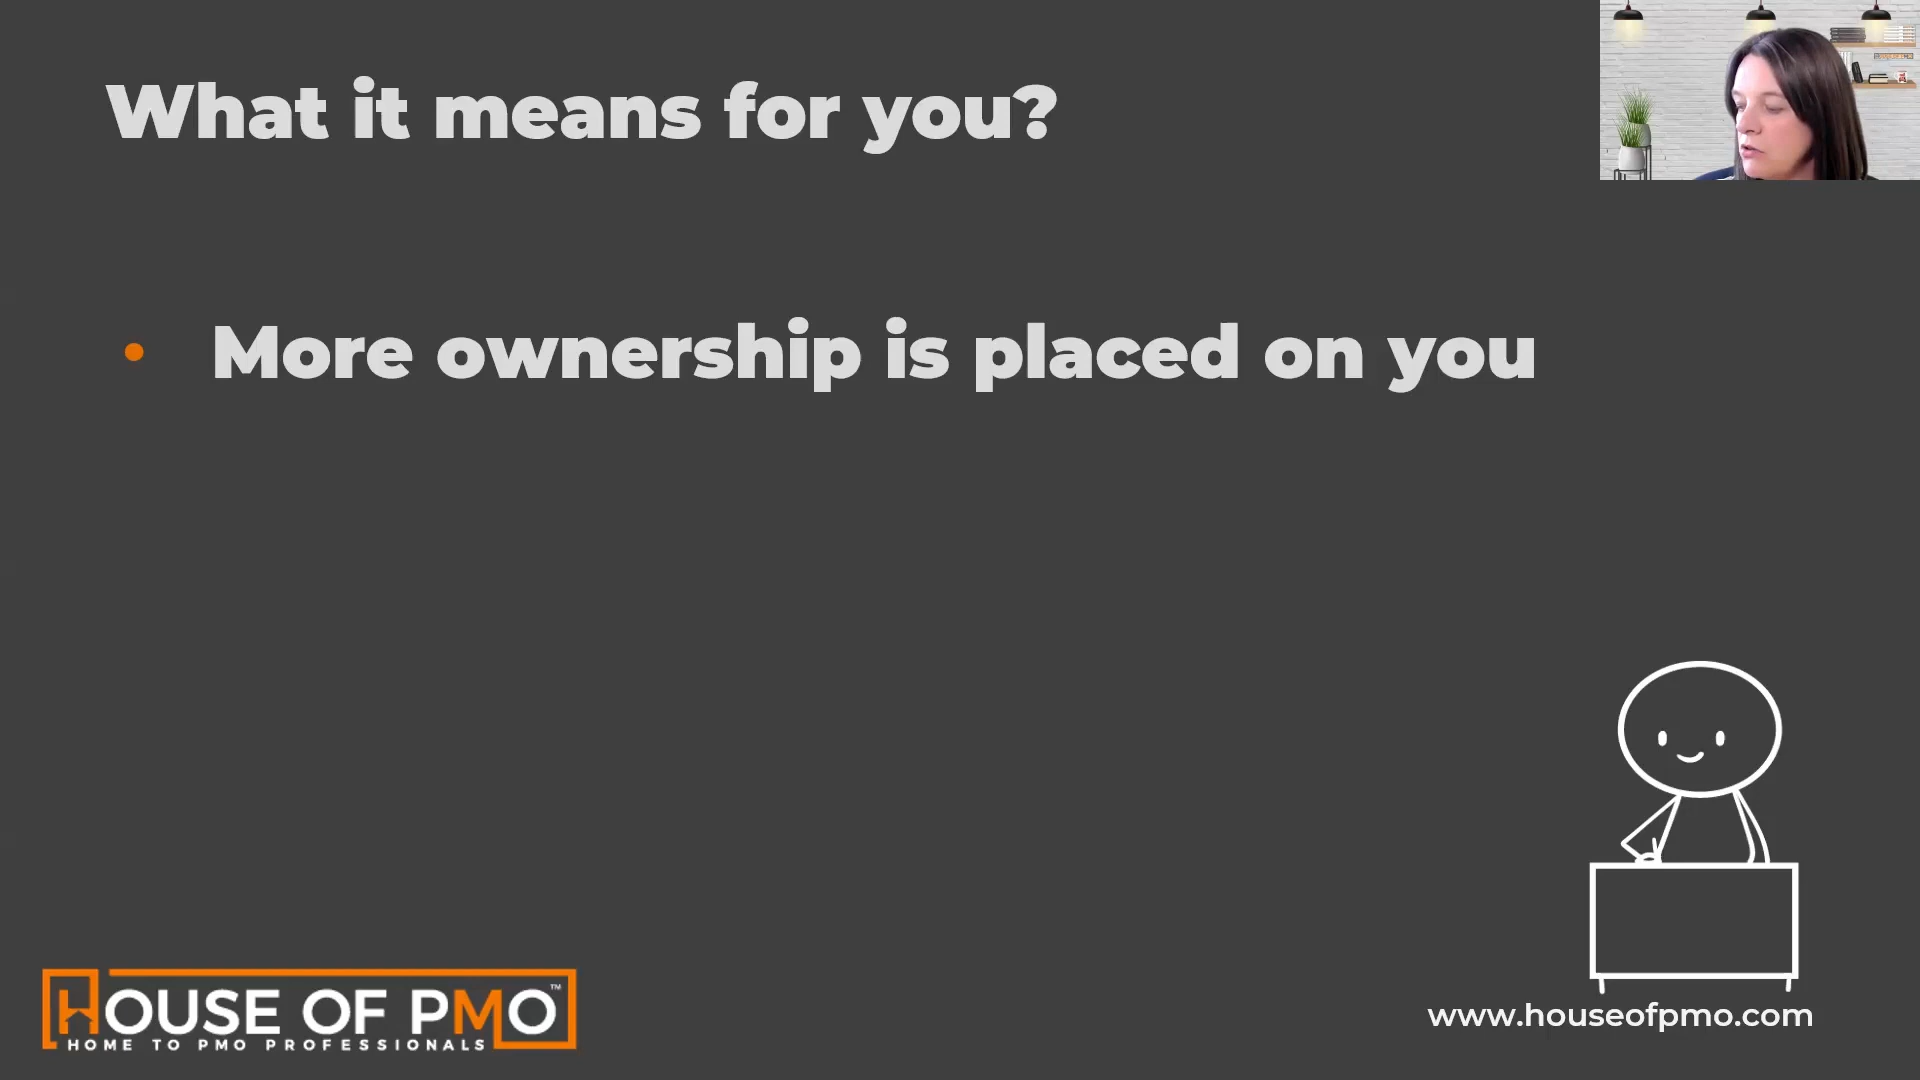 What it means for you?
• More ownership is placed on you
HOUSE OF PMO™
HOME TO PMO PROFESSIONALS
www.houseofpmo.com